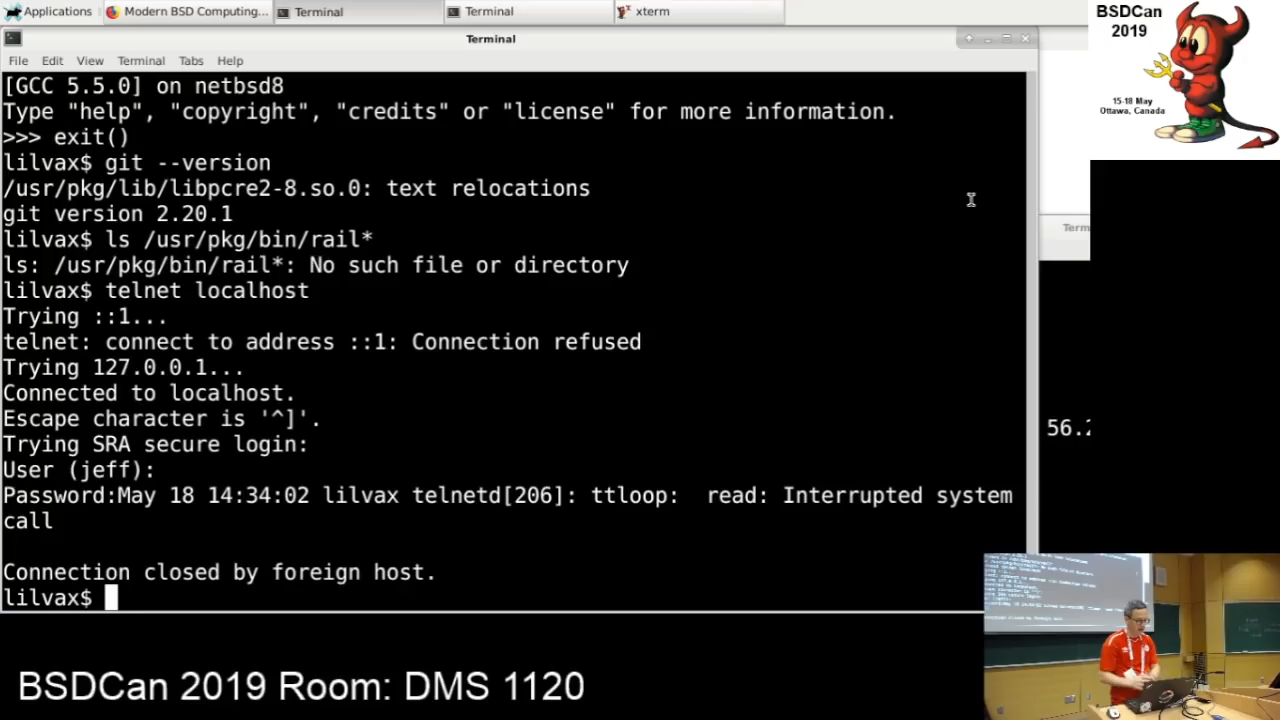 Applications
Modern BSD Computing...
Terminal
Terminal
xterm
Terminal
File Edit View Terminal Tabs Help
[GCC 5.5.0] on netbsd8
Type "help", "copyright", "credits" or "license" for more information.
>>> exit()
lilvax$ git --version
/usr/pkg/lib/libpcre2-8.so.0: text relocations
git version 2.20.1
lilvax$ ls /usr/pkg/bin/rail*
ls: /usr/pkg/bin/rail*: No such file or directory
lilvax$ telnet localhost
Trying ::1...
telnet: connect to address ::1: Connection refused
Trying 127.0.0.1...
Connected to localhost.
Escape character is '^]'.
Trying SRA secure login:
User (jeff):
Password:May 18 14:34:02 lilvax telnetd[206]: ttloop:  read: Interrupted system
call
Connection closed by foreign host.
lilvax$
BSDCan
2019
15-18 May
Ottawa, Canada
Term
56.2
BSDCan 2019 Room: DMS 1120